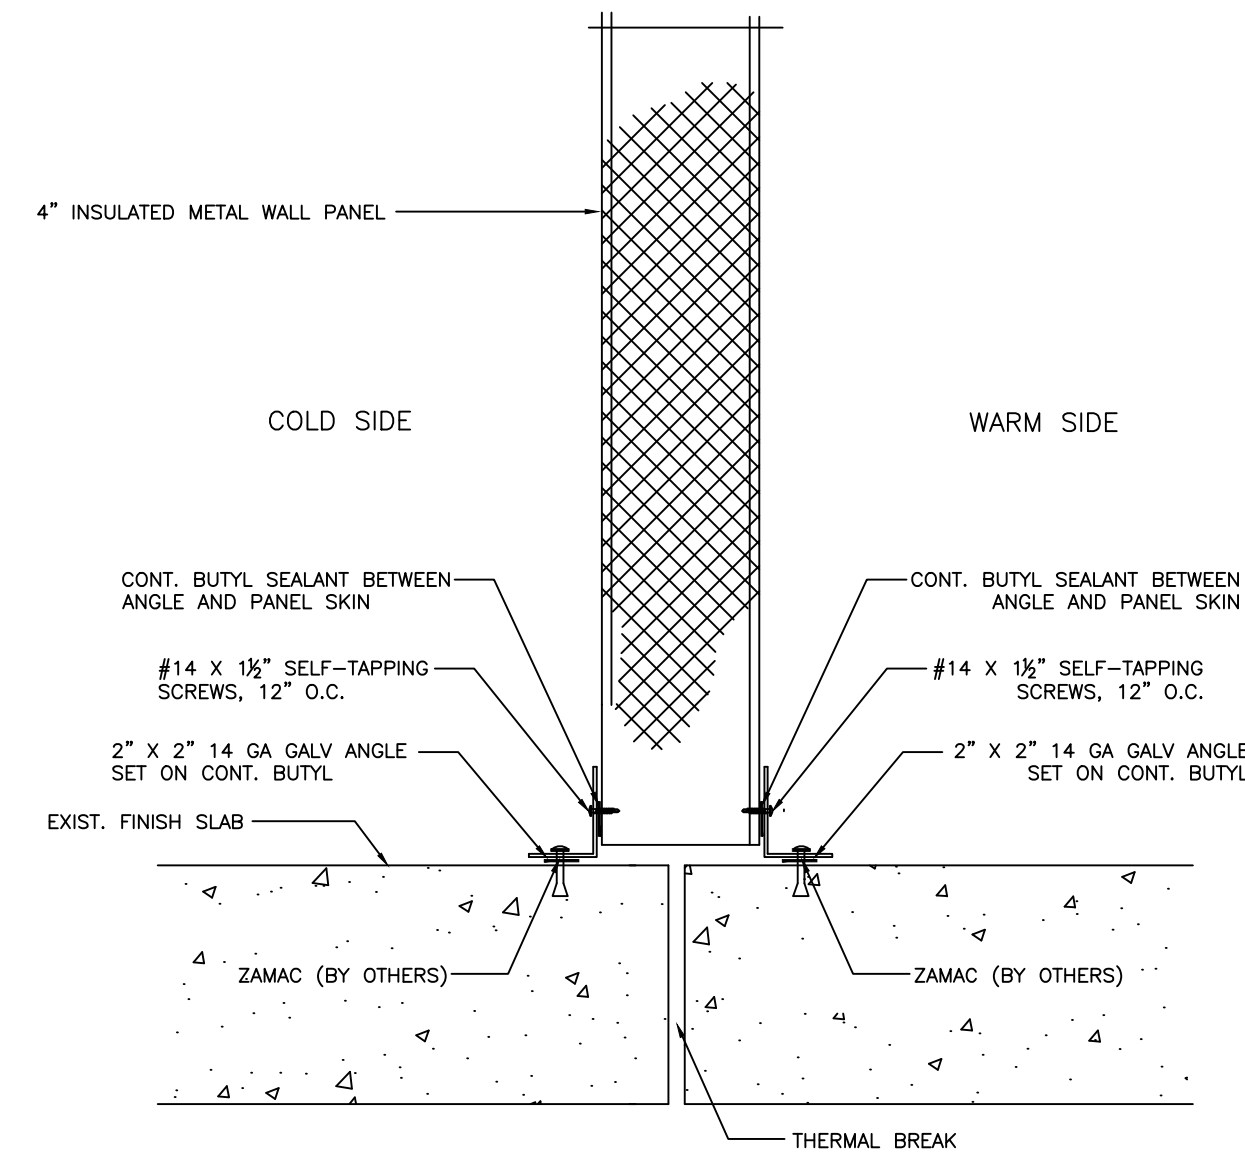 4" INSULATED METAL WALL PANEL
COLD SIDE
WARM SIDE
CONT. BUTYL SEALANT BETWEEN
ANGLE AND PANEL SKIN
CONT. BUTYL SEALANT BETWEEN
ANGLE AND PANEL SKIN
#14 X 1½" SELF-TAPPING
SCREWS, 12" O.C.
#14 X 1½" SELF-TAPPING
SCREWS, 12" O.C.
2" X 2" 14 GA GALV ANGLE
SET ON CONT. BUTYL
2" X 2" 14 GA GALV ANGLE
SET ON CONT. BUTYL
EXIST. FINISH SLAB
ZAMAC (BY OTHERS)
ZAMAC (BY OTHERS)
THERMAL BREAK